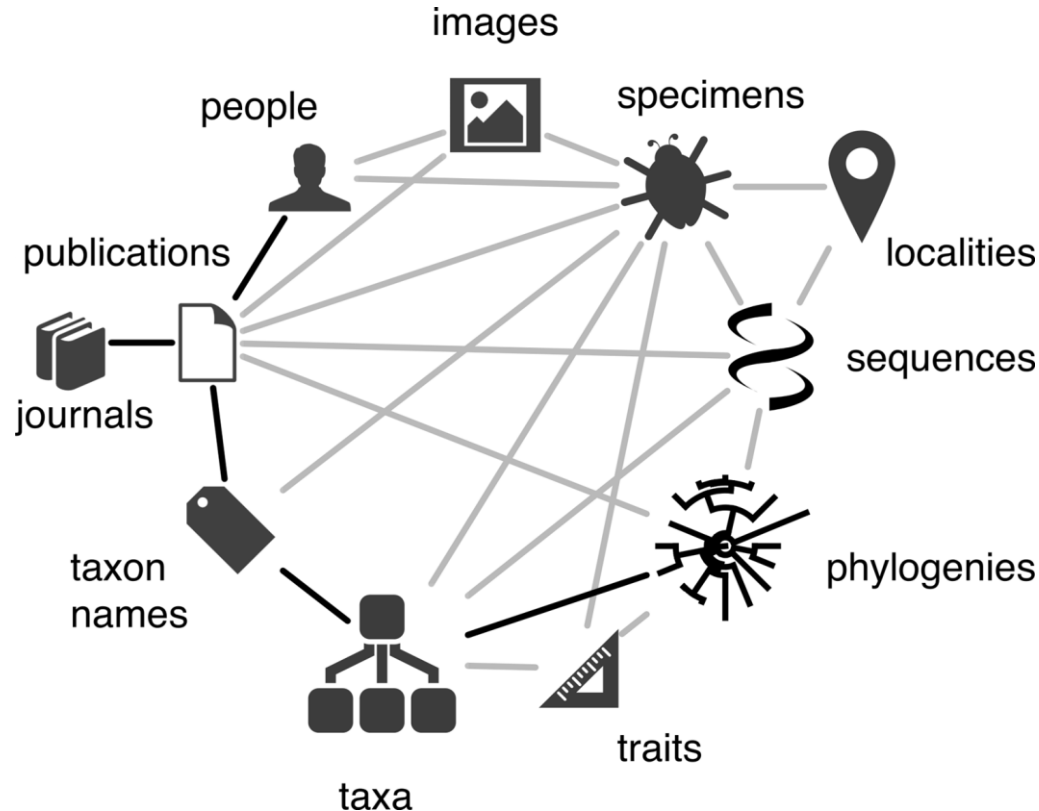 images
people
specimens
publications
localities
journals
sequences
taxon
names
phylogenies
traits
taxa